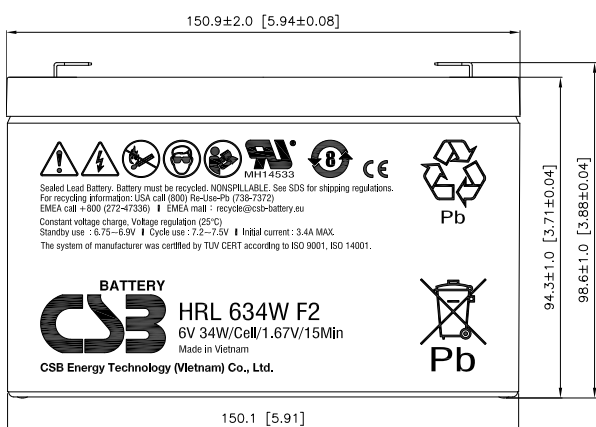 150.9±2.0 [5.94±0.08]
MH14533
8
CE
Sealed Lead Battery. Battery must be recycled. NONSPILLABLE. See SDS for shipping regulations.
For recycling information: USA call (800) Re-Use-Pb (738-7372)
EMEA call +800 (272-47336) EMEA mail : recycle@csb-battery.eu
Constant voltage charge, Voltage regulation (25°C)
Standby use : 6.75~6.9V Cycle use : 7.2~7.5V Initial current : 3.4A MAX.
The system of manufacturer was certified by TUV CERT according to ISO 9001, ISO 14001.
Pb
94.3±1.0 [3.71±0.04]
98.6±1.0 [3.88±0.04]
BATTERY
CSB
HRL 634W F2
6V 34W/Cell/1.67V/15Min
Made in Vietnam
CSB Energy Technology (Vietnam) Co., Ltd.
Pb
150.1 [5.91]